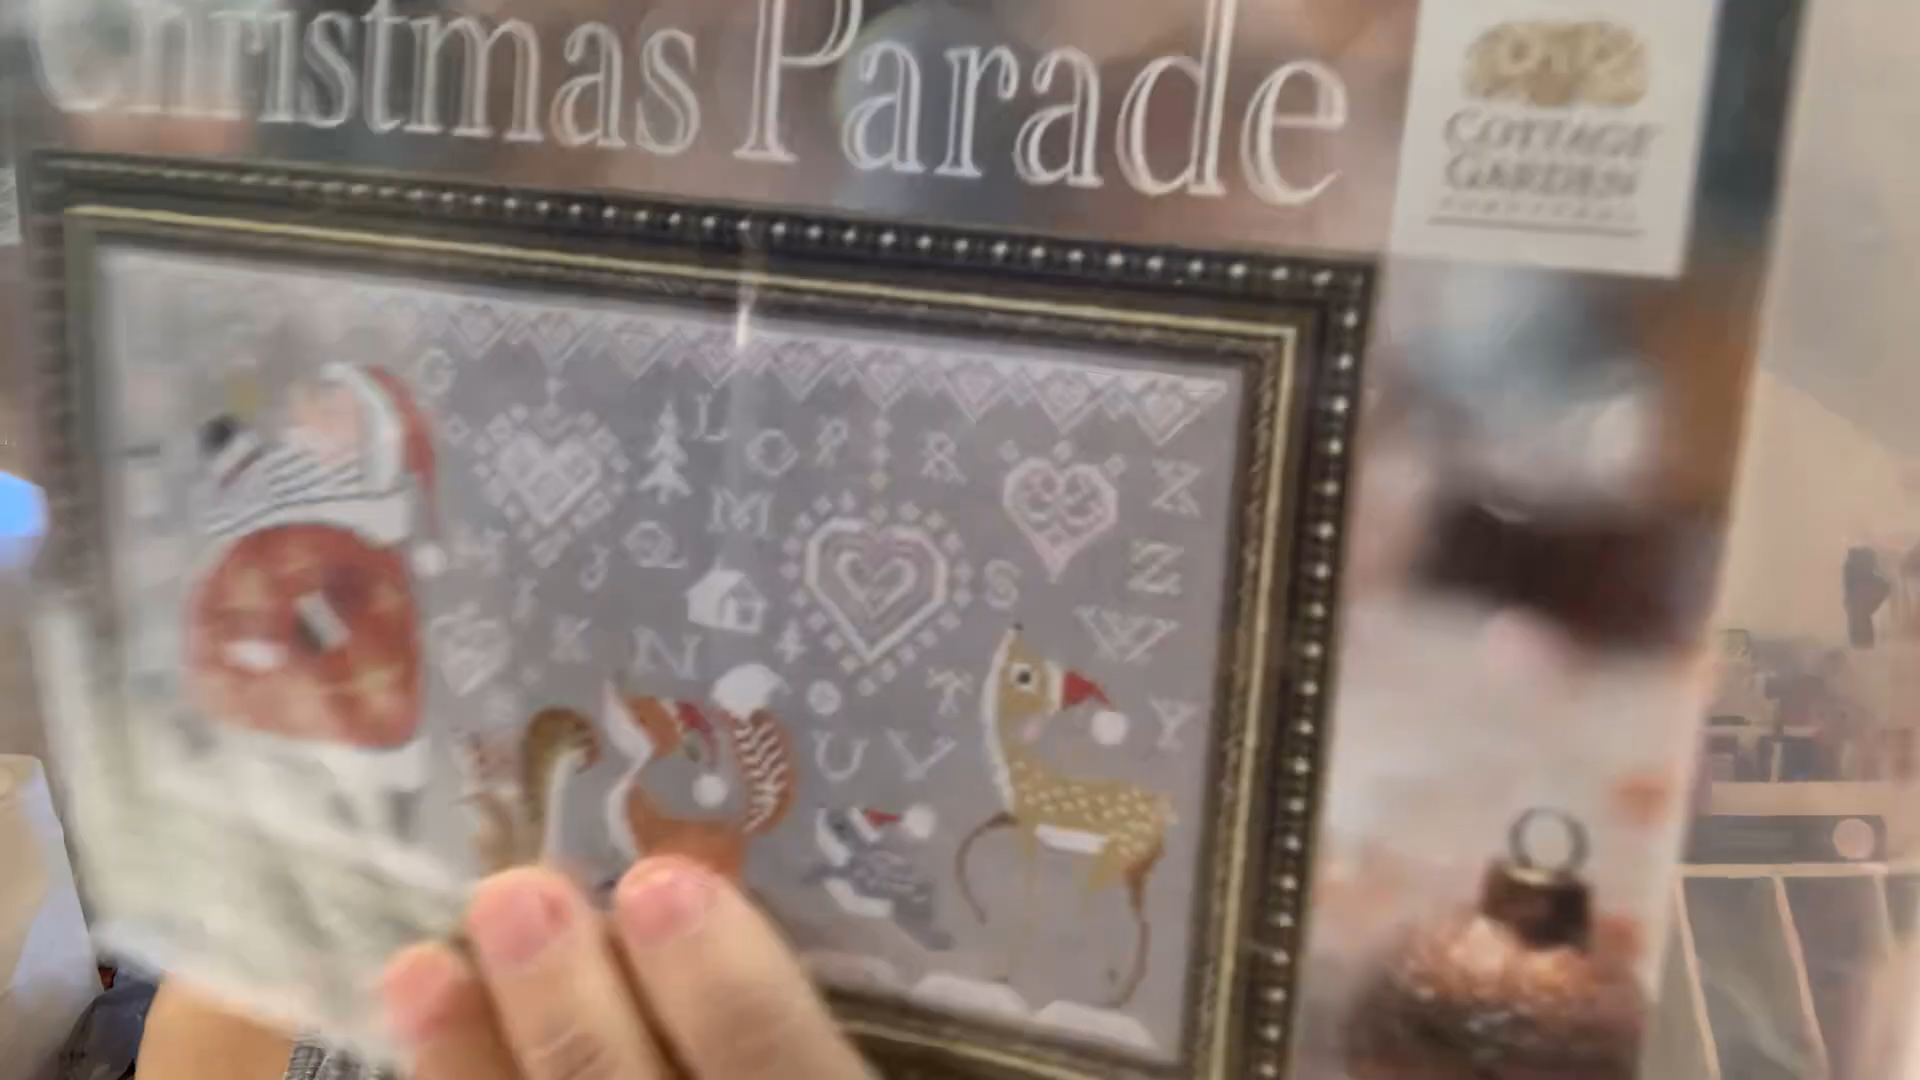 Christmas Parade
COTTAGE
GARDEN
G
L
O P R X
M
Q J S Z
K N W
T Y
U V